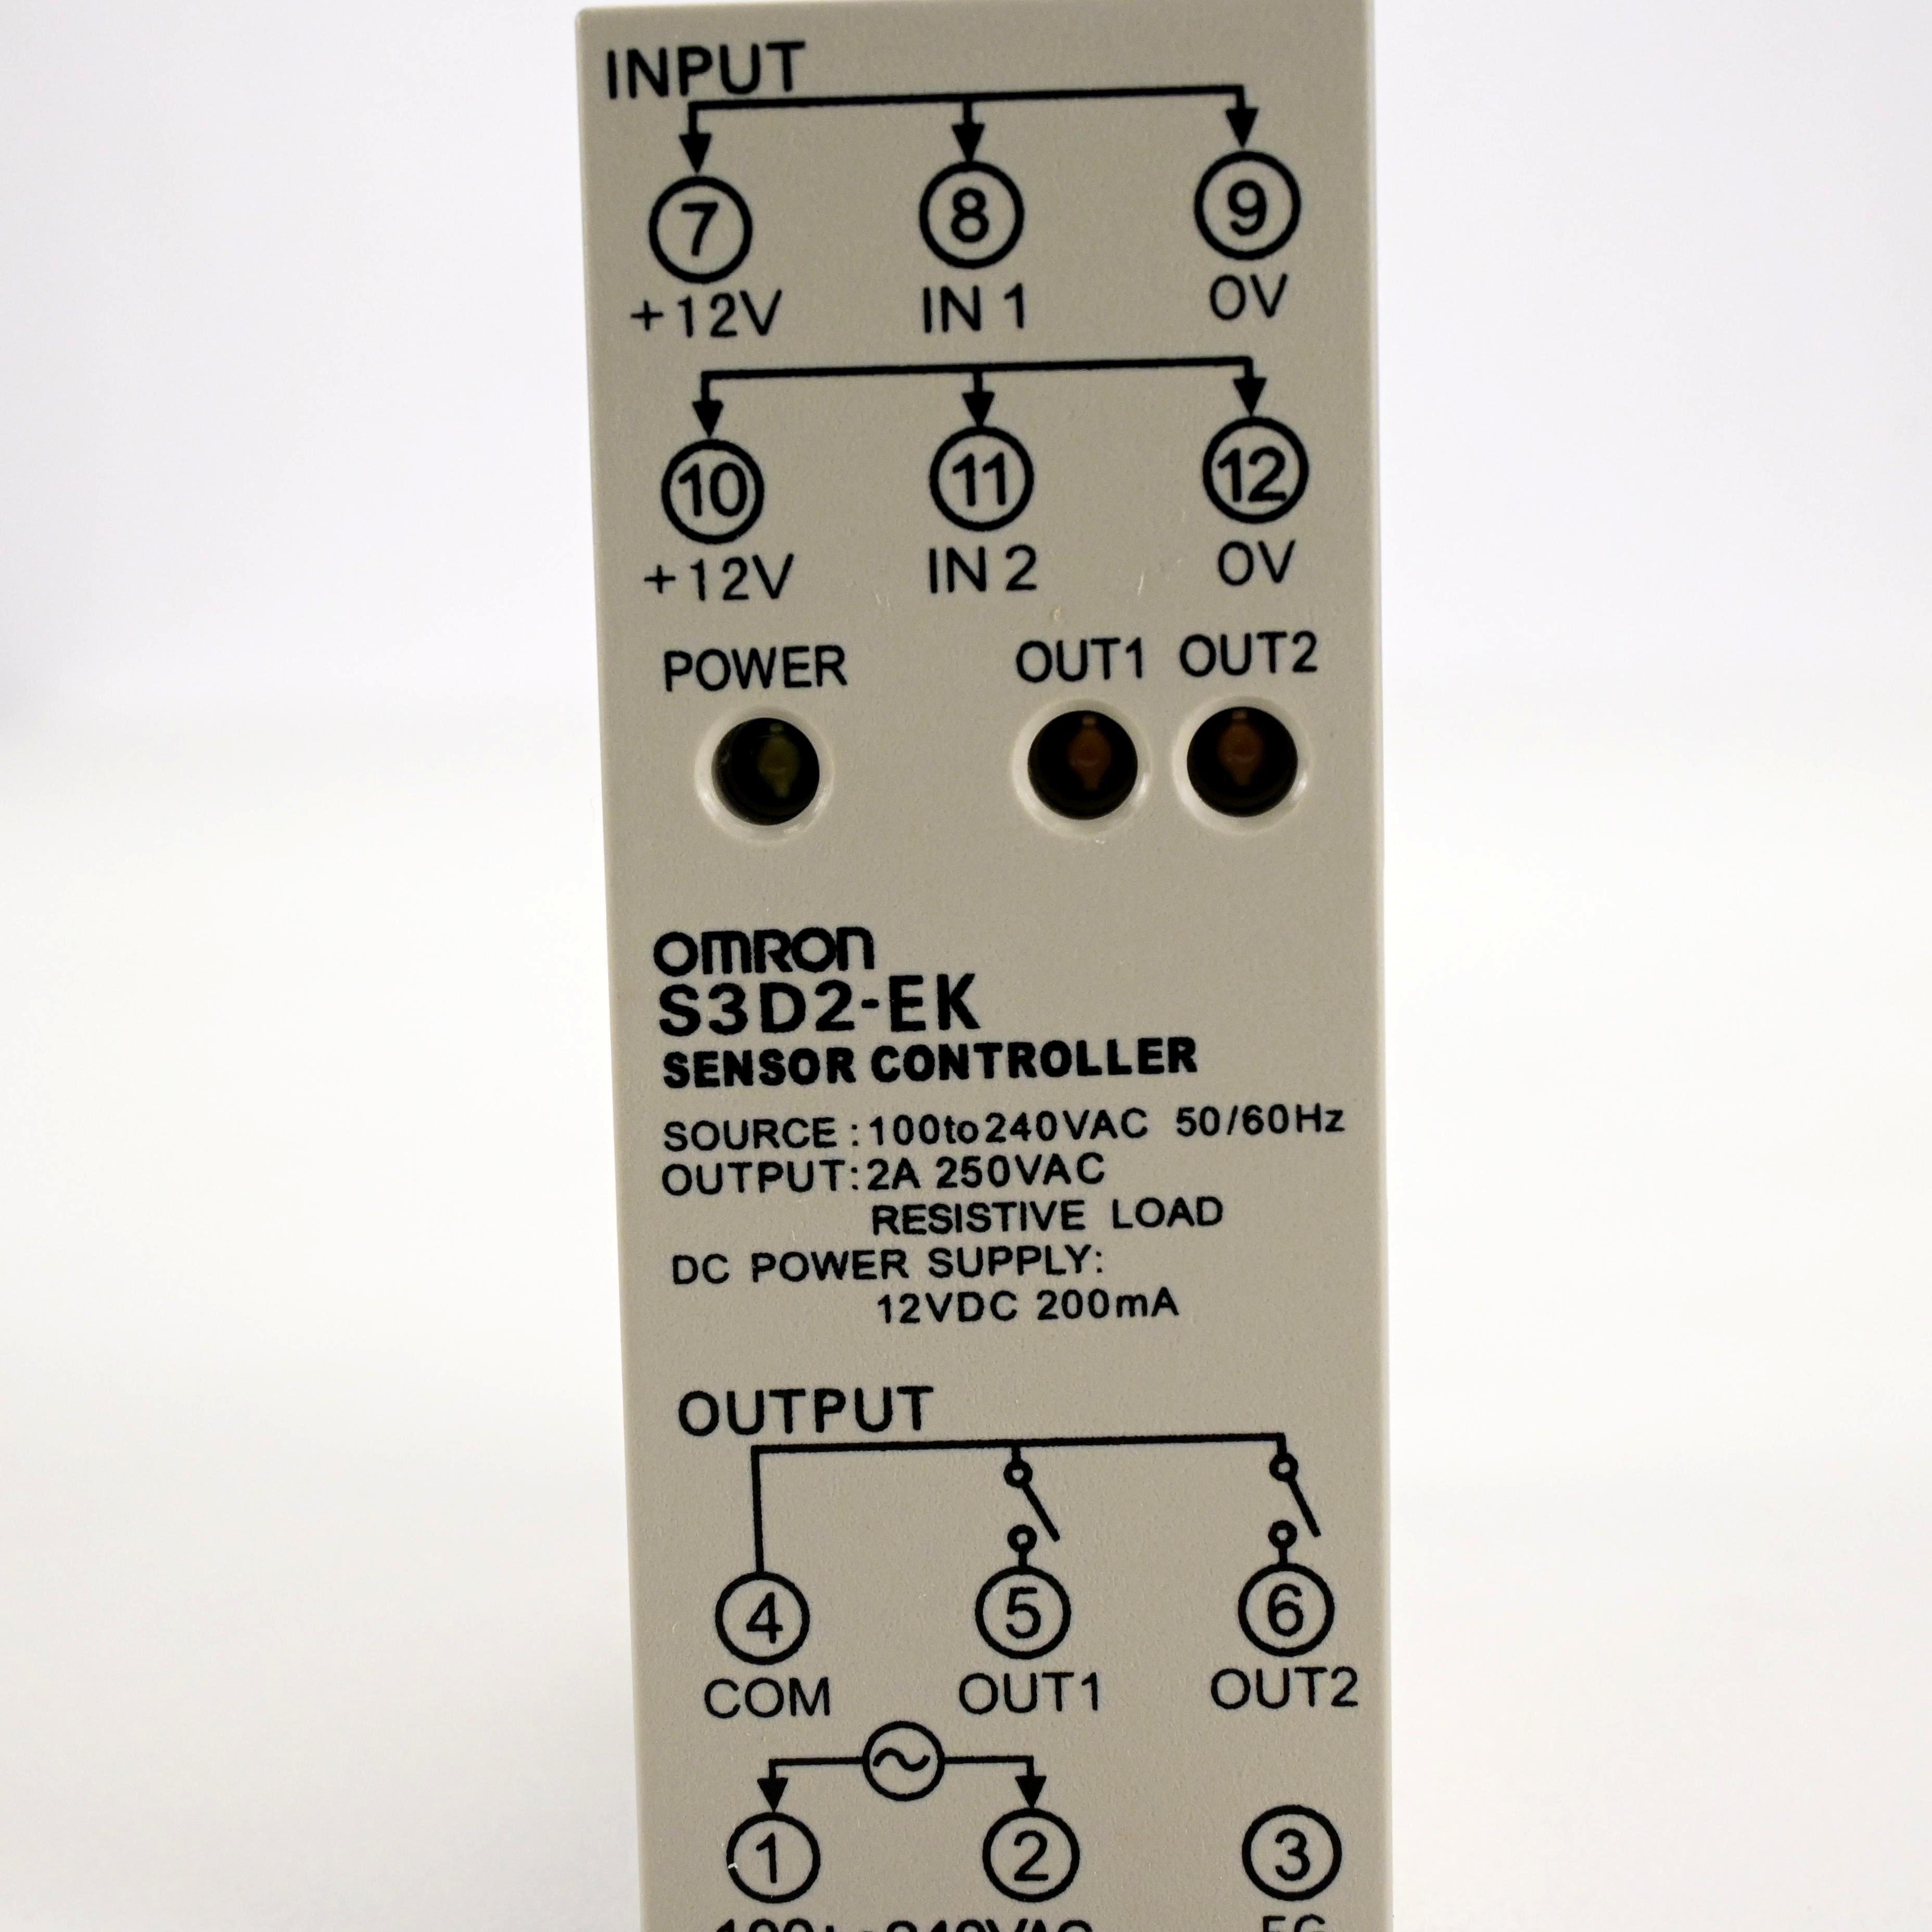 INPUT
7 8 9
+12V IN 1 0V
10 11 12
+12V IN 2 0V
POWER OUT1 OUT2
OMRON
S3D2-EK
SENSOR CONTROLLER
SOURCE : 100to240VAC 50/60Hz
OUTPUT: 2A 250VAC
RESISTIVE LOAD
DC POWER SUPPLY:
12VDC 200mA
OUTPUT
4 5 6
COM OUT1 OUT2
1 2 3
100to240VAC